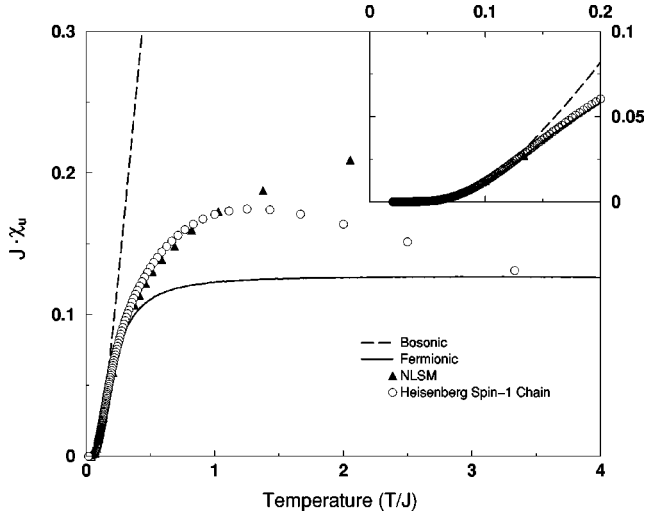 0 0.1 0.2
0.3
0.1
0.05
0
0.2
J·χu
0.1
Bosonic
Fermionic
NLSM
Heisenberg Spin−1 Chain
0
0 1 2 3 4
Temperature (T/J)